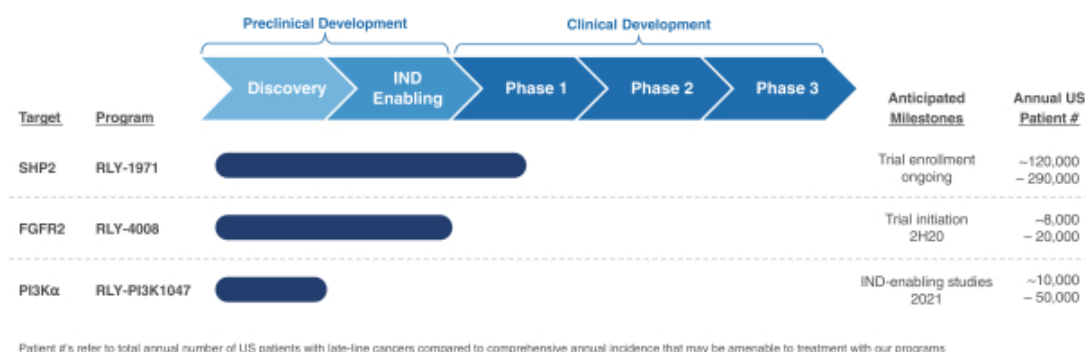 Preclinical Development
Clinical Development
Discovery
IND
Enabling
Phase 1
Phase 2
Phase 3
Target
Program
Anticipated
Milestones
Annual US
Patient #
SHP2
RLY-1971
Trial enrollment
ongoing
~120,000
– 290,000
FGFR2
RLY-4008
Trial initiation
2H20
~8,000
– 20,000
PI3Kα
RLY-PI3K1047
IND-enabling studies
2021
~10,000
– 50,000
Patient #'s refer to total annual number of US patients with late-line cancers compared to comprehensive annual incidence that may be amenable to treatment with our programs